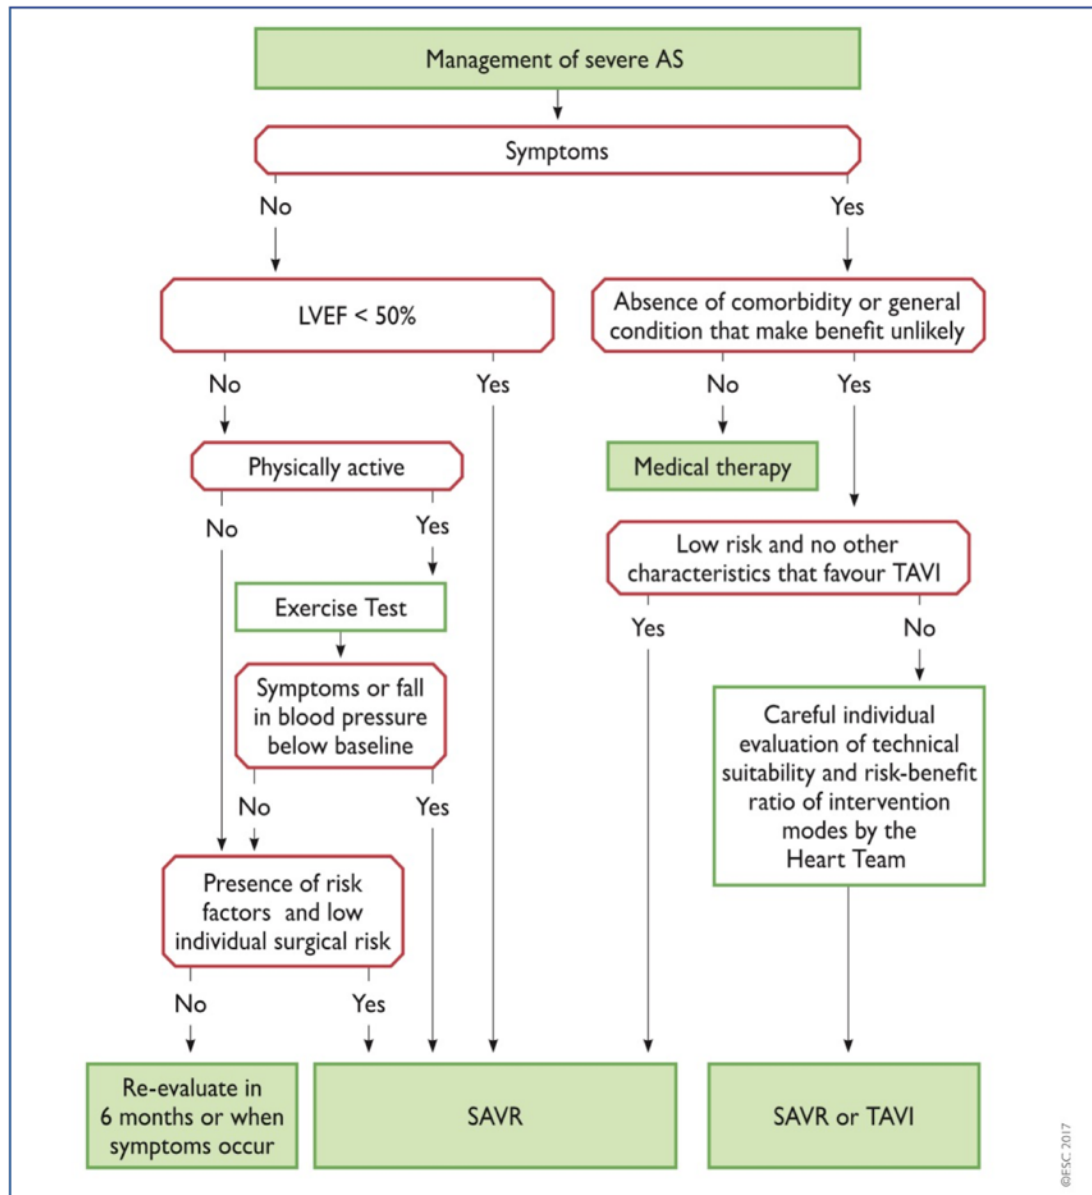 Management of severe AS
Symptoms
No
Yes
LVEF < 50%
Absence of comorbidity or general
condition that make benefit unlikely
No
Yes
No
Yes
Physically active
Medical therapy
No
Yes
Low risk and no other
characteristics that favour TAVI
Exercise Test
Yes
No
Symptoms or fall
in blood pressure
below baseline
Careful individual
evaluation of technical
suitability and risk-benefit
ratio of intervention
modes by the
Heart Team
No
Yes
Presence of risk
factors and low
individual surgical risk
No
Yes
Re-evaluate in
6 months or when
symptoms occur
SAVR
SAVR or TAVI
©ESC 2017